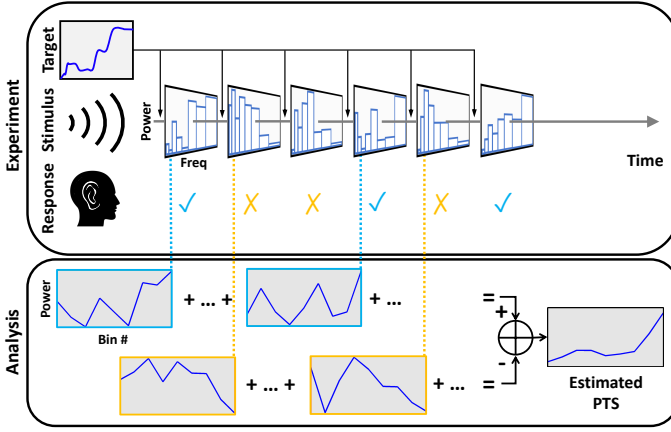 Experiment
Target
Stimulus
Response
Power
Freq
Time
✓ X X ✓ X ✓
Analysis
Power
Bin #
+ ... + + ... =
+
-
+ ... + + ... =
Estimated
PTS